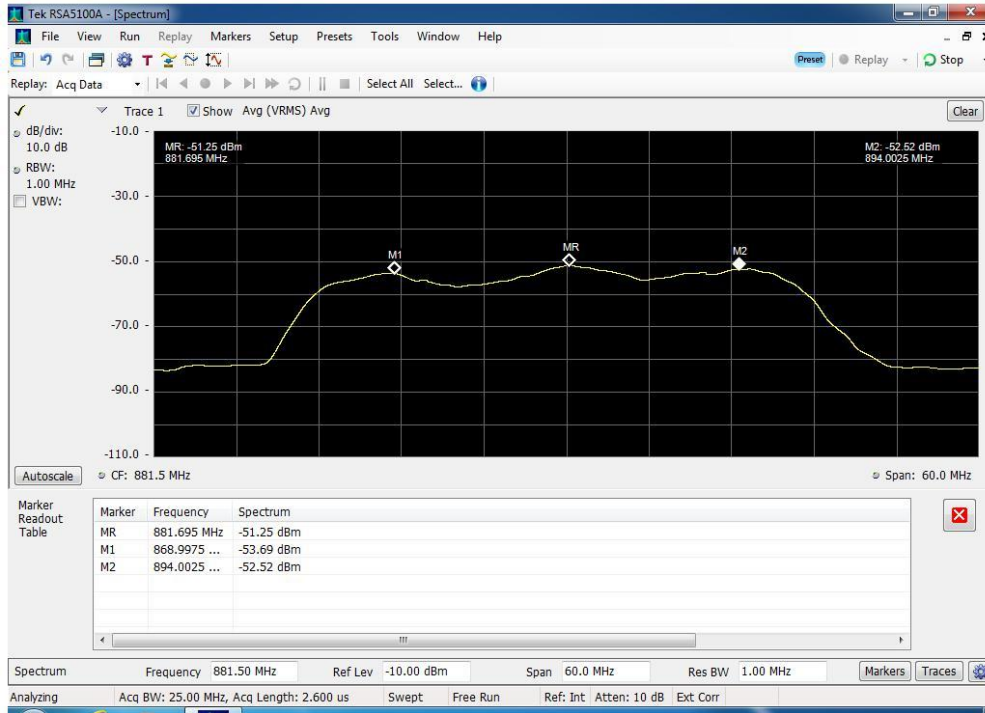 Tek RSA5100A - [Spectrum]
File View Run Replay Markers Setup Presets Tools Window Help
T Preset Replay Stop
Replay: Acq Data Select All Select...
Trace 1 Show Avg (VRMS) Avg Clear
dB/div:
10.0 dB
RBW:
1.00 MHz
VBW:
-10.0
-30.0
-50.0
-70.0
-90.0
-110.0
MR: -51.25 dBm
881.695 MHz
M2: -52.52 dBm
894.0025 MHz
M1 MR M2
Autoscale CF: 881.5 MHz Span: 60.0 MHz
Marker
Readout
Table
Marker Frequency Spectrum
MR 881.695 MHz -51.25 dBm
M1 868.9975 ... -53.69 dBm
M2 894.0025 ... -52.52 dBm
Spectrum Frequency 881.50 MHz Ref Lev -10.00 dBm Span 60.0 MHz Res BW 1.00 MHz Markers Traces
Analyzing Acq BW: 25.00 MHz, Acq Length: 2.600 us Swept Free Run Ref: Int Atten: 10 dB Ext Corr